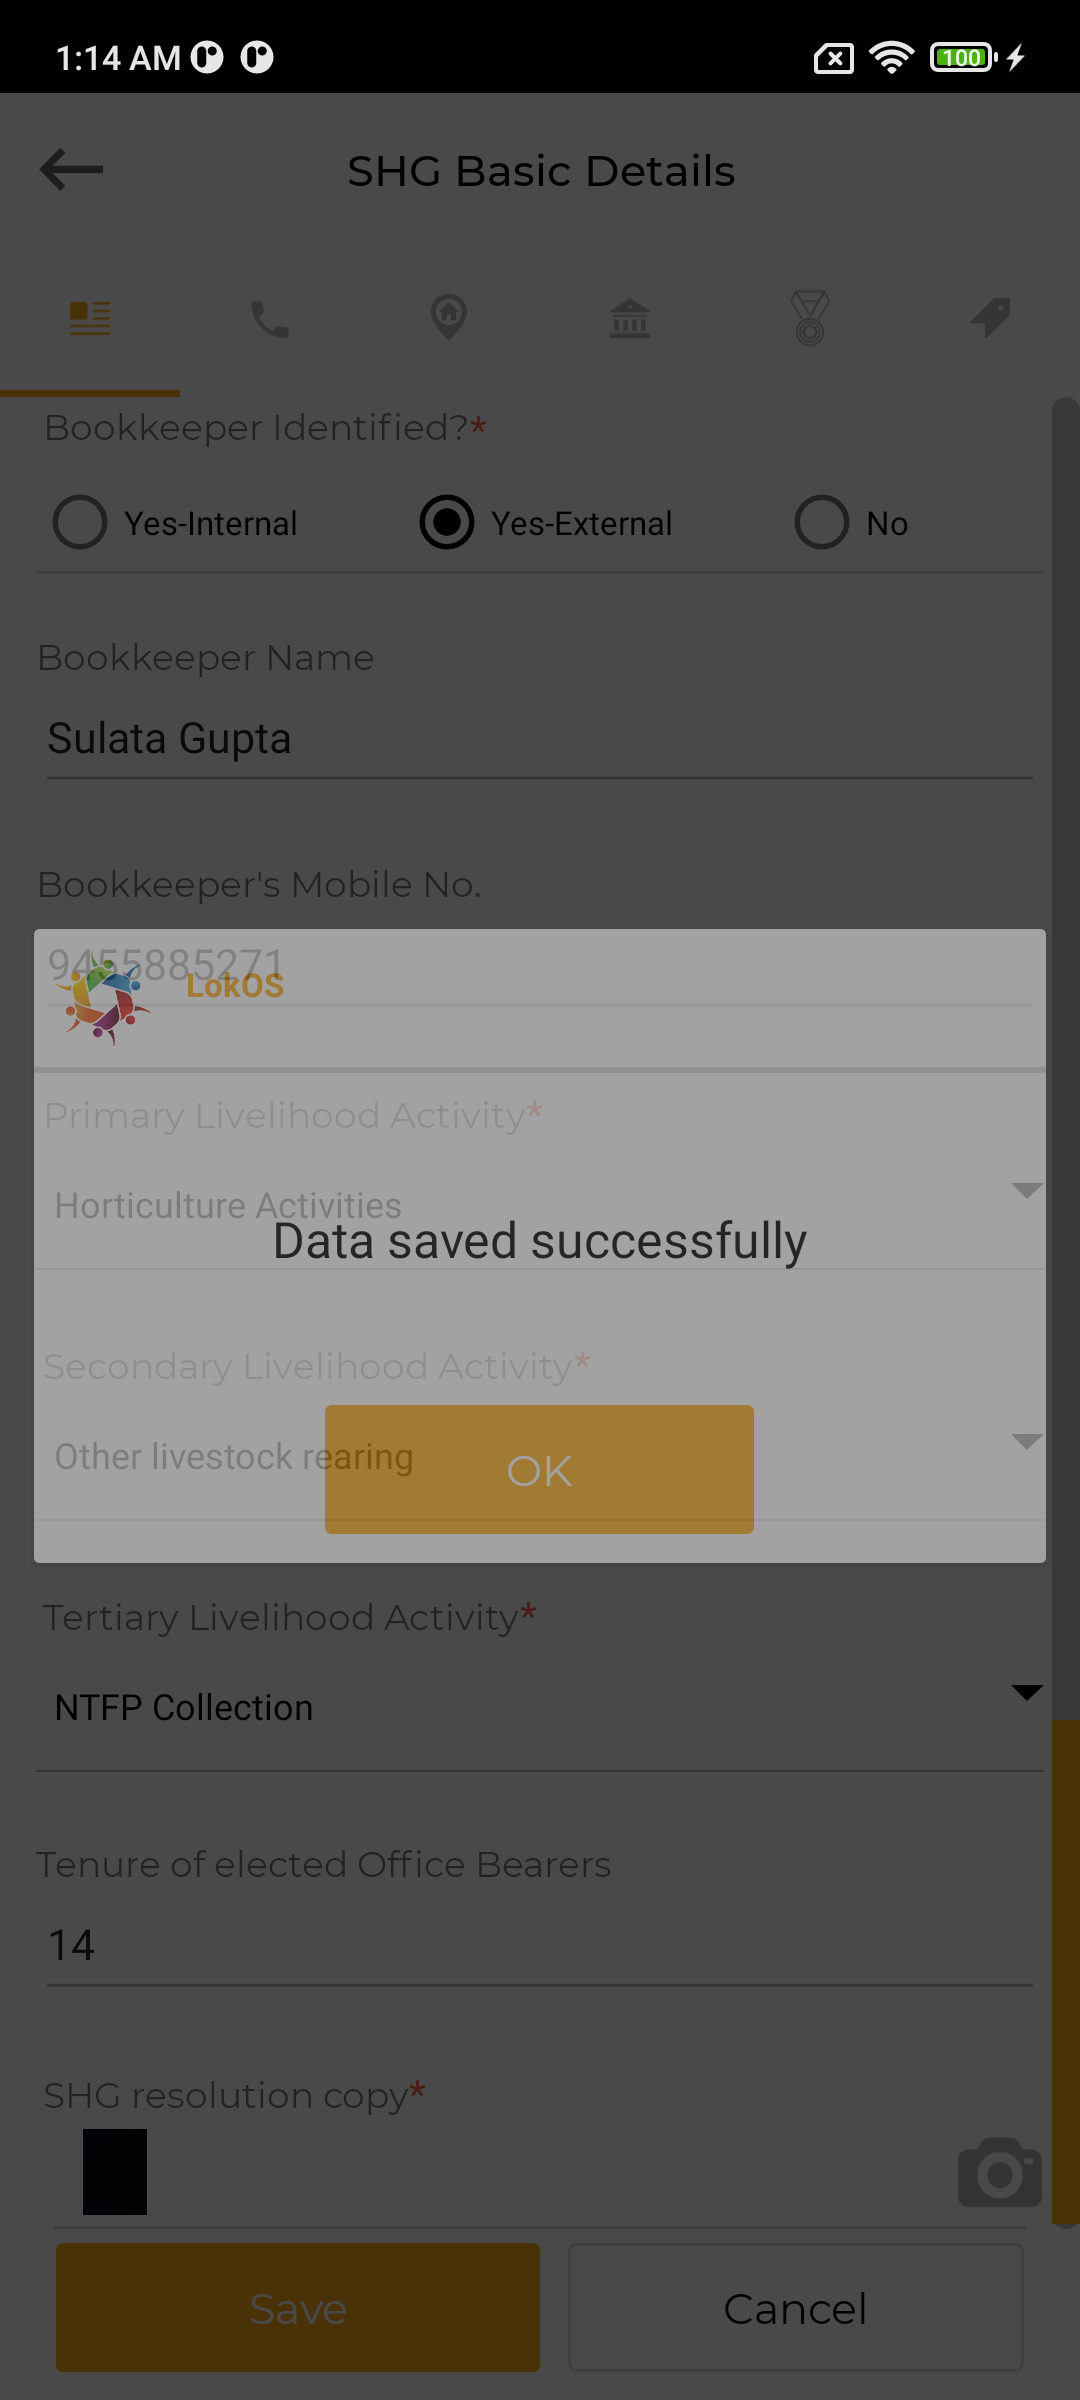 1:14 AM
100
SHG Basic Details
Bookkeeper Identified?*
Yes-Internal
Yes-External
No
Bookkeeper Name
Sulata Gupta
Bookkeeper's Mobile No.
9455885271
LokOS
Primary Livelihood Activity*
Horticulture Activities
Data saved successfully
Secondary Livelihood Activity*
Other livestock rearing
OK
Tertiary Livelihood Activity*
NTFP Collection
Tenure of elected Office Bearers
14
SHG resolution copy*
Save
Cancel